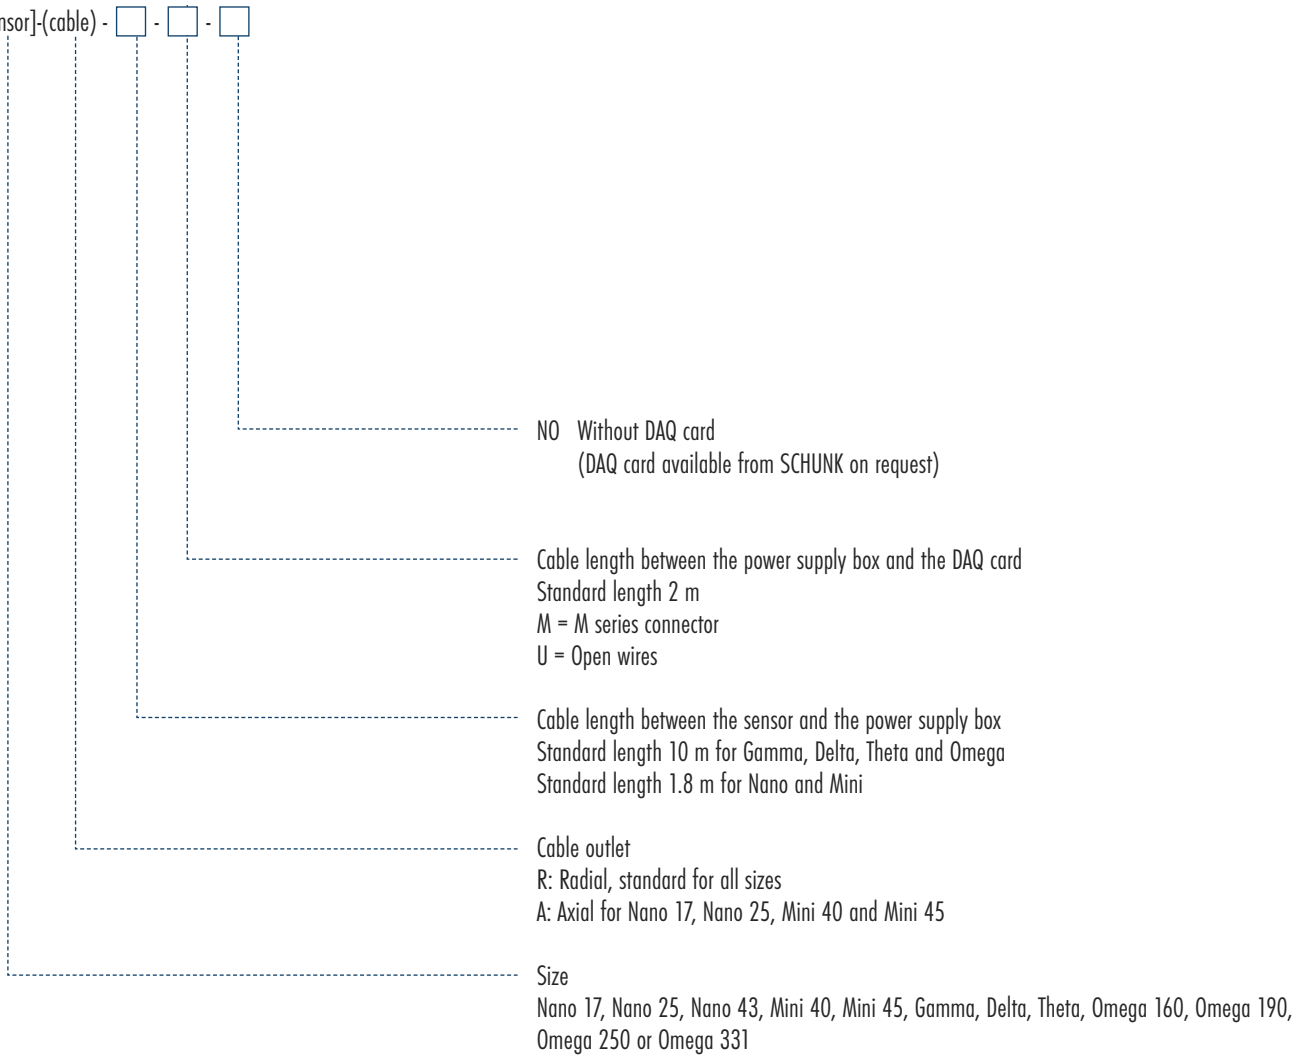 nsor]-(cable) - - -
NO Without DAQ card
(DAQ card available from SCHUNK on request)
Cable length between the power supply box and the DAQ card
Standard length 2 m
M = M series connector
U = Open wires
Cable length between the sensor and the power supply box
Standard length 10 m for Gamma, Delta, Theta and Omega
Standard length 1.8 m for Nano and Mini
Cable outlet
R: Radial, standard for all sizes
A: Axial for Nano 17, Nano 25, Mini 40 and Mini 45
Size
Nano 17, Nano 25, Nano 43, Mini 40, Mini 45, Gamma, Delta, Theta, Omega 160, Omega 190,
Omega 250 or Omega 331